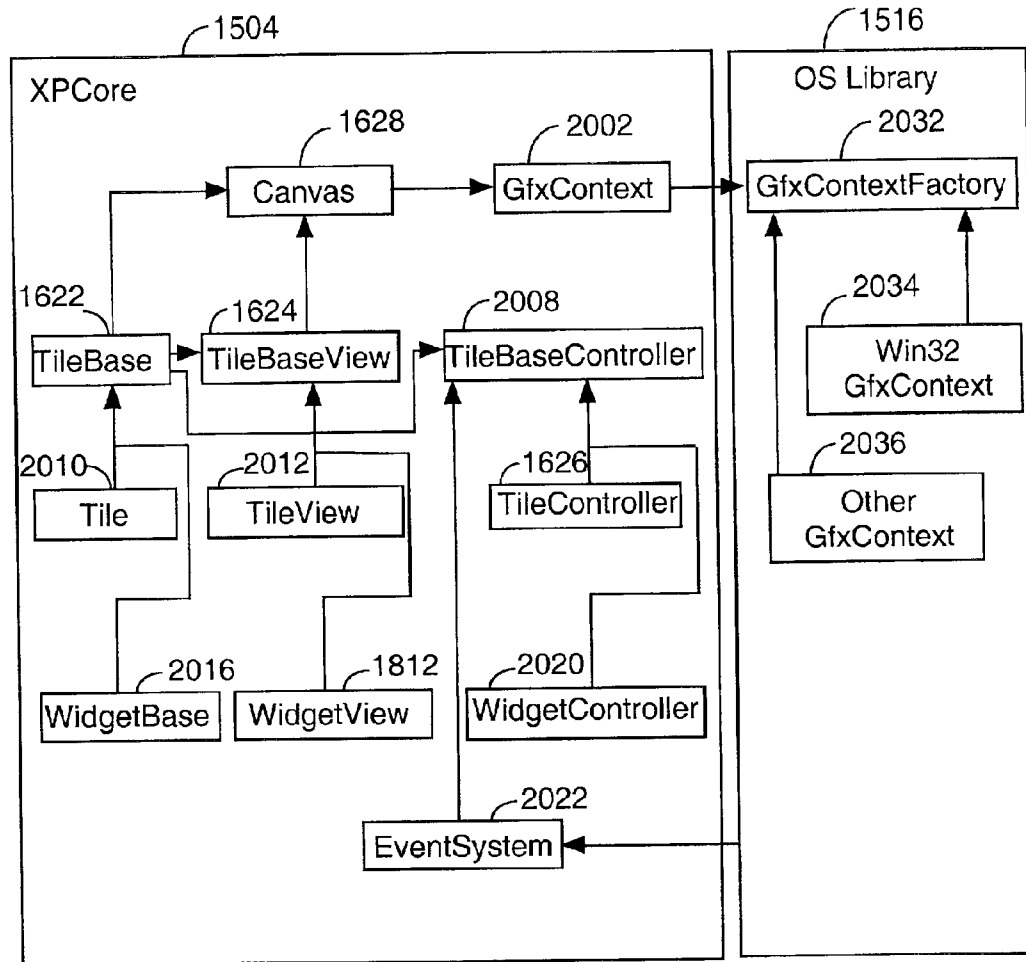 1504
1516
XPCore
OS Library
1628
2002
2032
Canvas
GfxContext
GfxContextFactory
1622
1624
2008
2034
TileBase
TileBaseView
TileBaseController
Win32
GfxContext
2010
2012
1626
2036
Tile
TileView
TileController
Other
GfxContext
2016
1812
2020
WidgetBase
WidgetView
WidgetController
2022
EventSystem